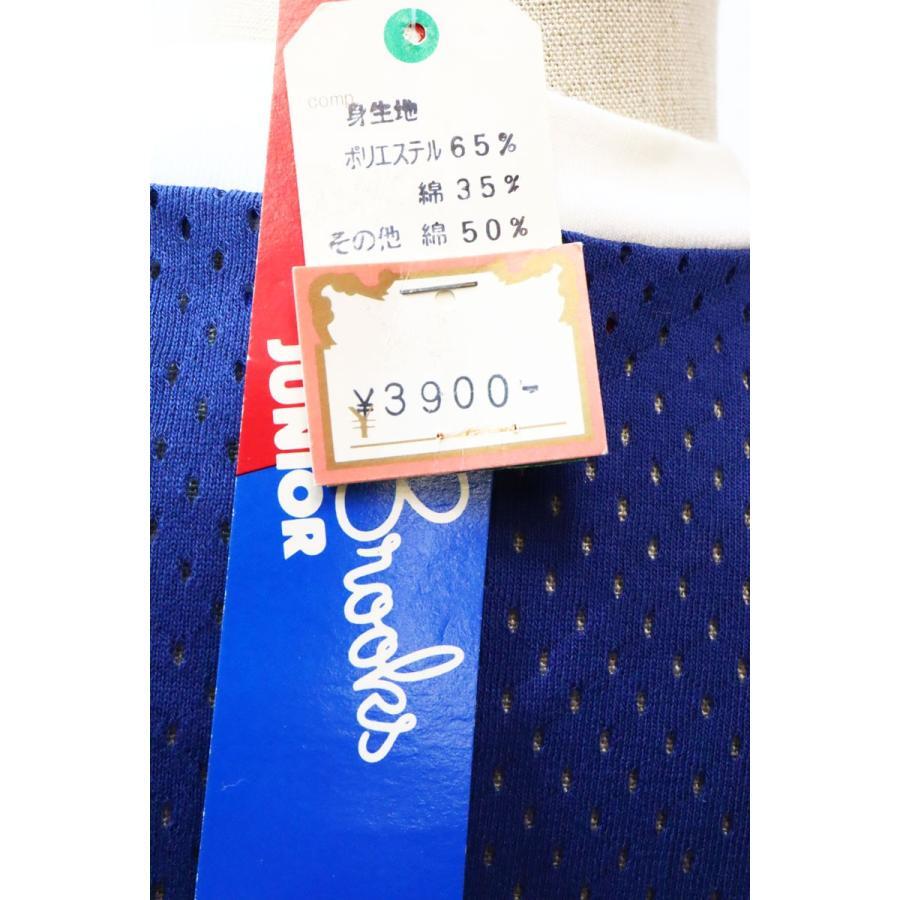 comp
身生地
ポリエステル 65%
綿 35%
その他 綿 50%
¥3900-
¥
JUNIOR
Brooks